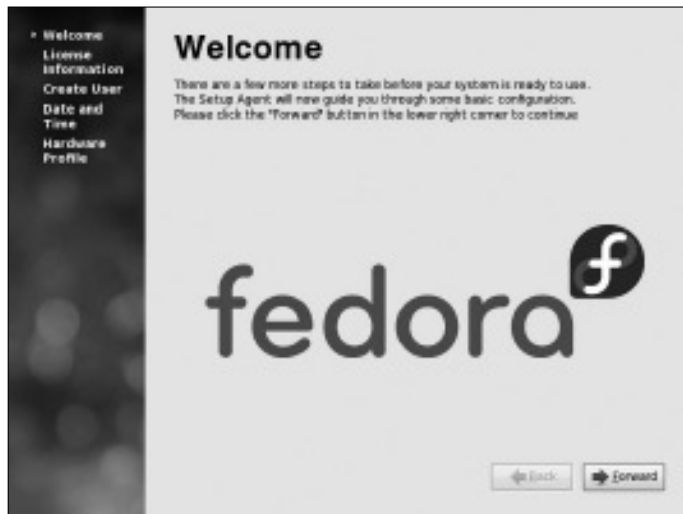 Welcome
License
Information
Create User
Date and
Time
Hardware
Profile
Welcome
There are a few more steps to take before your system is ready to use.
The Setup Agent will now guide you through some basic configuration.
Please click the "Forward" button in the lower right corner to continue
fedora
f
Back
Forward